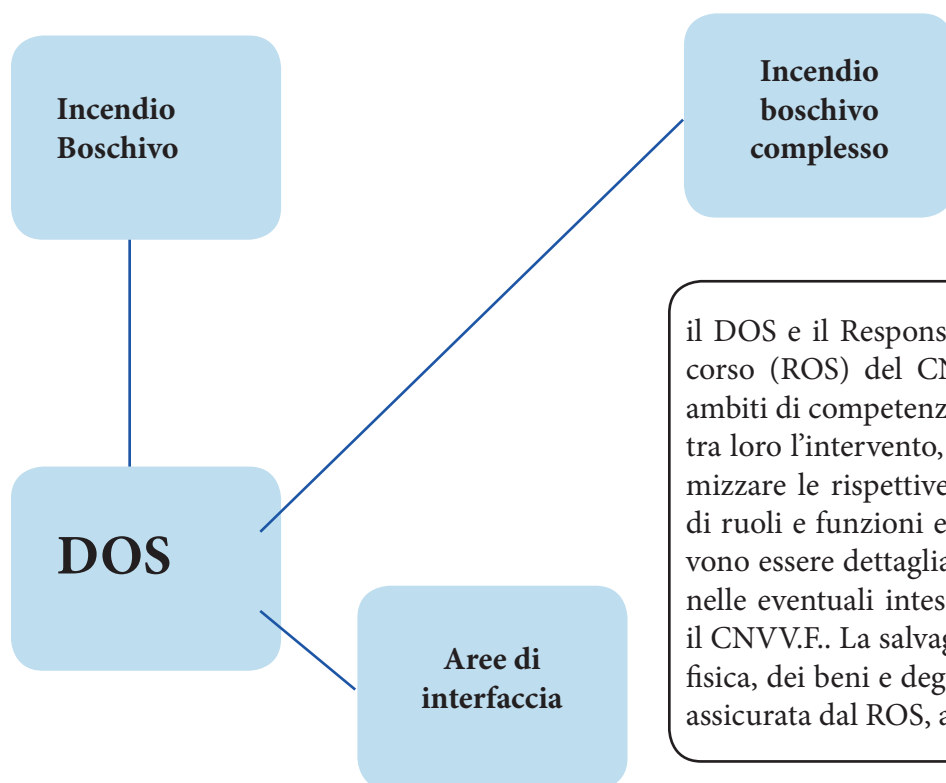 Incendio
Boschivo
Incendio
boschivo
complesso
il DOS e il Respons
corso (ROS) del CN
ambiti di competenz
tra loro l’intervento,
mizzare le rispettive
di ruoli e funzioni e
vono essere dettaglia
nelle eventuali intes
il CNVV.F.. La salvag
fisica, dei beni e deg
assicurata dal ROS, a
DOS
Aree di
interfaccia